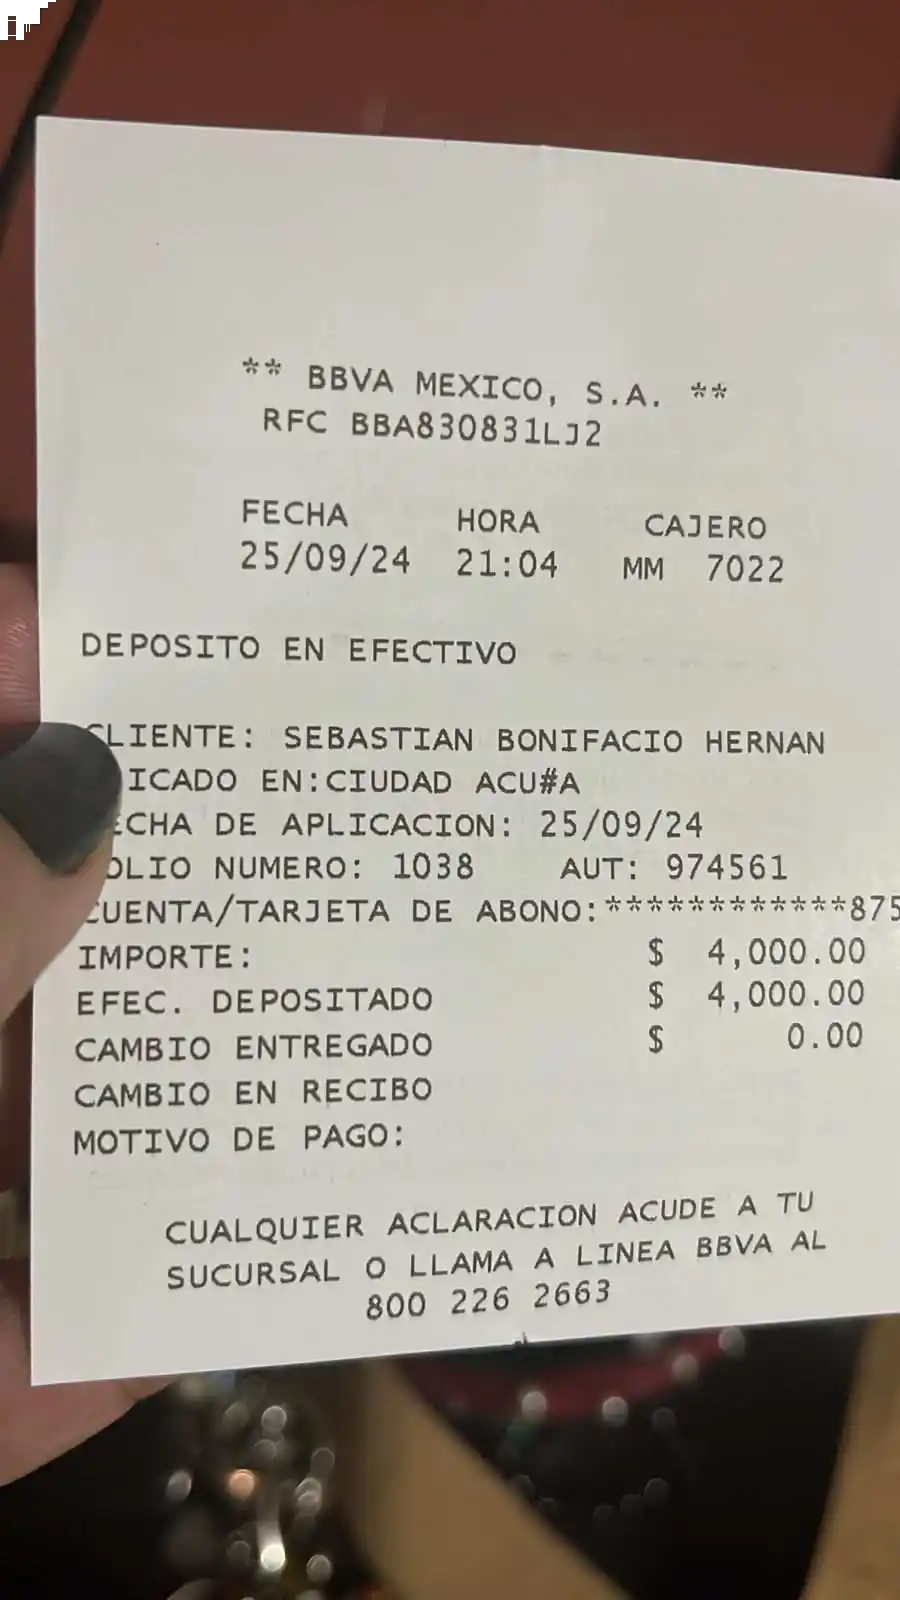 ** BBVA MEXICO, S.A. **
RFC BBA830831LJ2
FECHA HORA CAJERO
25/09/24 21:04 MM 7022
DEPOSITO EN EFECTIVO
CLIENTE: SEBASTIAN BONIFACIO HERNAN
ICADO EN:CIUDAD ACU#A
ECHA DE APLICACION: 25/09/24
OLIO NUMERO: 1038 AUT: 974561
CUENTA/TARJETA DE ABONO:************875
IMPORTE: $ 4,000.00
EFEC. DEPOSITADO $ 4,000.00
CAMBIO ENTREGADO $ 0.00
CAMBIO EN RECIBO
MOTIVO DE PAGO:
CUALQUIER ACLARACION ACUDE A TU
SUCURSAL O LLAMA A LINEA BBVA AL
800 226 2663